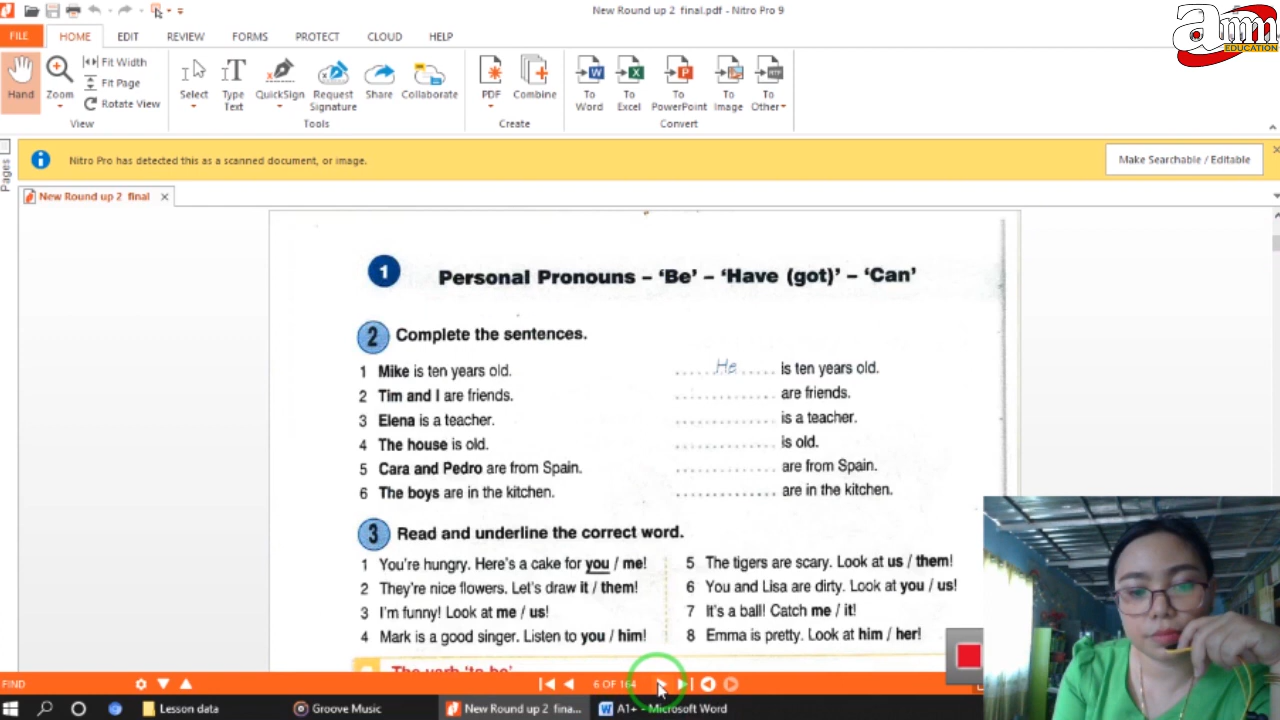 New Round up 2 final.pdf - Nitro Pro 9
amm
EDUCATION
FILE HOME EDIT REVIEW FORMS PROTECT CLOUD HELP
Hand
Zoom
Fit Width
Fit Page
Rotate View
View
Select
Type Text
QuickSign
Request Signature
Share
Collaborate
Tools
PDF
Combine
Create
To Word
To Excel
To PowerPoint
To Image
To Other
Convert
Pages
Nitro Pro has detected this as a scanned document, or image.
Make Searchable / Editable
New Round up 2 final
1 Personal Pronouns – ‘Be’ – ‘Have (got)’ – ‘Can’
2 Complete the sentences.
1 Mike is ten years old. ......He...... is ten years old.
2 Tim and I are friends. .............. are friends.
3 Elena is a teacher. .............. is a teacher.
4 The house is old. .............. is old.
5 Cara and Pedro are from Spain. .............. are from Spain.
6 The boys are in the kitchen. .............. are in the kitchen.
3 Read and underline the correct word.
1 You're hungry. Here's a cake for you / me!
2 They're nice flowers. Let's draw it / them!
3 I'm funny! Look at me / us!
4 Mark is a good singer. Listen to you / him!
5 The tigers are scary. Look at us / them!
6 You and Lisa are dirty. Look at you / us!
7 It's a ball! Catch me / it!
8 Emma is pretty. Look at him / her!
The verb 'to be'
FIND
6 OF 164
Lesson data
Groove Music
New Round up 2 fina...
A1+ - Microsoft Word